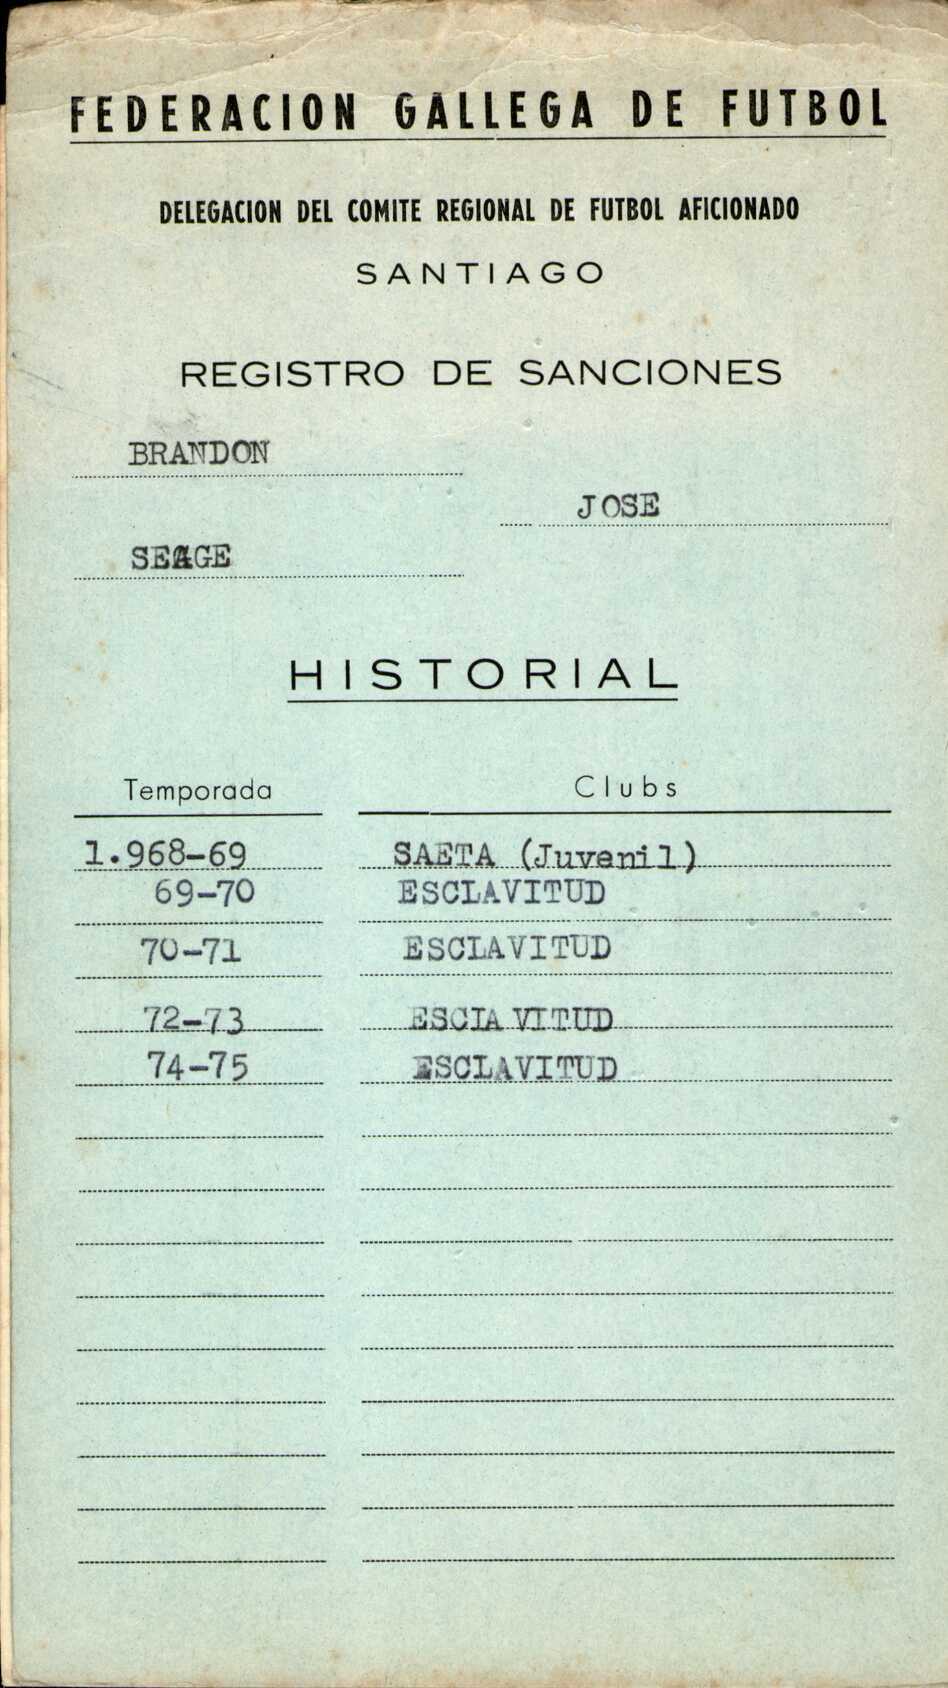 FEDERACION GALLEGA DE FUTBOL
DELEGACION DEL COMITE REGIONAL DE FUTBOL AFICIONADO
SANTIAGO
REGISTRO DE SANCIONES
BRANDON
JOSE
SEAGE
HISTORIAL
Temporada Clubs
1.968-69 SAETA (Juvenil)
69-70 ESCLAVITUD
70-71 ESCLAVITUD
72-73 ESCLAVITUD
74-75 ESCLAVITUD